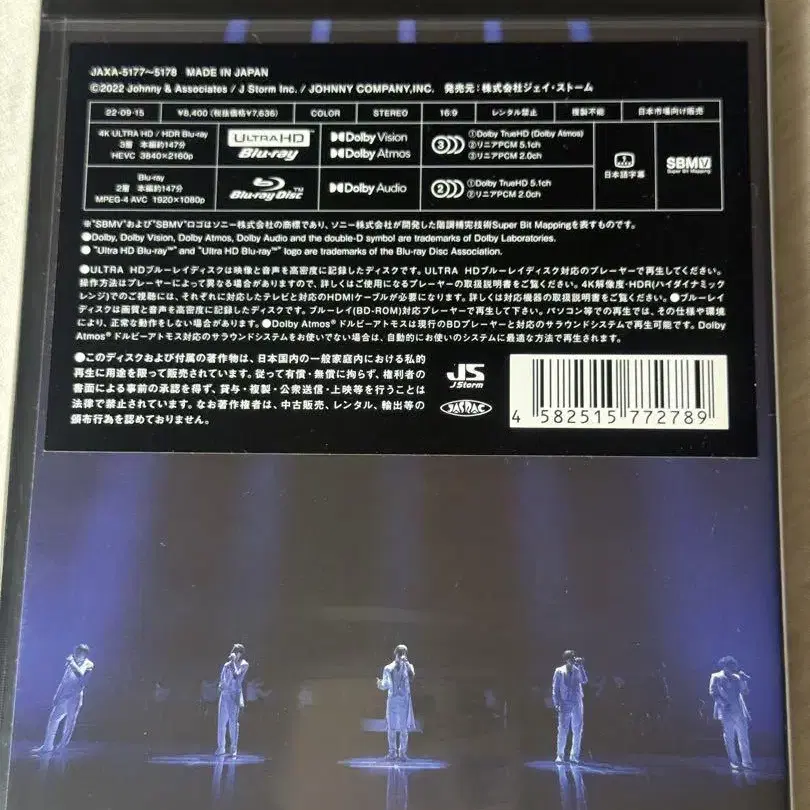 JAXA-5177〜5178 MADE IN JAPAN
©2022 Johnny & Associates / J Storm Inc. / JOHNNY COMPANY,INC. 発売元:株式会社ジェイ・ストーム
22・09・15 ¥8,400 (税抜価格¥7,636) COLOR STEREO 16:9 レンタル禁止 複製不能 日本市場向け販売
4K ULTRA HD / HDR Blu-ray
3層 本編約147分
HEVC 3840×2160p
ULTRAHD
Blu-ray
Dolby Vision
Dolby Atmos
3
①Dolby TrueHD (Dolby Atmos)
②リニアPCM 5.1ch
③リニアPCM 2.0ch
Blu-ray
2層 本編約147分
MPEG-4 AVC 1920×1080p
Blu-ray Disc™
Dolby Audio
2
①Dolby TrueHD 5.1ch
②リニアPCM 2.0ch
日本語字幕
SBMV
Super Bit Mapping
※"SBMV"および"SBMV"ロゴはソニー株式会社の商標であり、ソニー株式会社が開発した階調補完技術Super Bit Mappingを表すものです。
●Dolby, Dolby Vision, Dolby Atmos, Dolby Audio and the double-D symbol are trademarks of Dolby Laboratories.
● "Ultra HD Blu-ray™" and "Ultra HD Blu-ray™" logo are trademarks of the Blu-ray Disc Association.
●ULTRA HDブルーレイディスクは映像と音声を高密度に記録したディスクです。ULTRA HDブルーレイディスク対応のプレーヤーで再生してください。
操作方法はプレーヤーによって異なる場合がありますので、詳しくはご使用になるプレーヤーの取扱説明書をご覧ください。4K解像度・HDR(ハイダイナミック
レンジ)でのご視聴には、それぞれに対応したテレビと対応のHDMIケーブルが必要になります。詳しくは対応機器の取扱説明書をご覧ください。●ブルーレイ
ディスクは画質と音声を高密度に記録したディスクです。ブルーレイ(BD-ROM)対応プレーヤーで再生して下さい。パソコン等での再生では、その仕様や環境
により、正常な動作をしない場合があります。●Dolby Atmos®ドルビーアトモスは現行のBDプレーヤーと対応のサラウンドシステムで再生可能です。Dolby
Atmos®ドルビーアトモス対応のサラウンドシステムをお使いでない場合は、自動的にお使いのシステムに最適な方法で再生されます。
●このディスクおよび付属の著作物は、日本国内の一般家庭内における私的
再生に用途を限って販売されています。従って有償・無償に拘らず、権利者の
書面による事前の承認を得ず、貸与・複製・公衆送信・上映等を行うことは
法律で禁止されています。なお著作権者は、中古販売、レンタル、輸出等の
頒布行為を認めておりません。
JS
J Storm
JASRAC
4 582515 772789